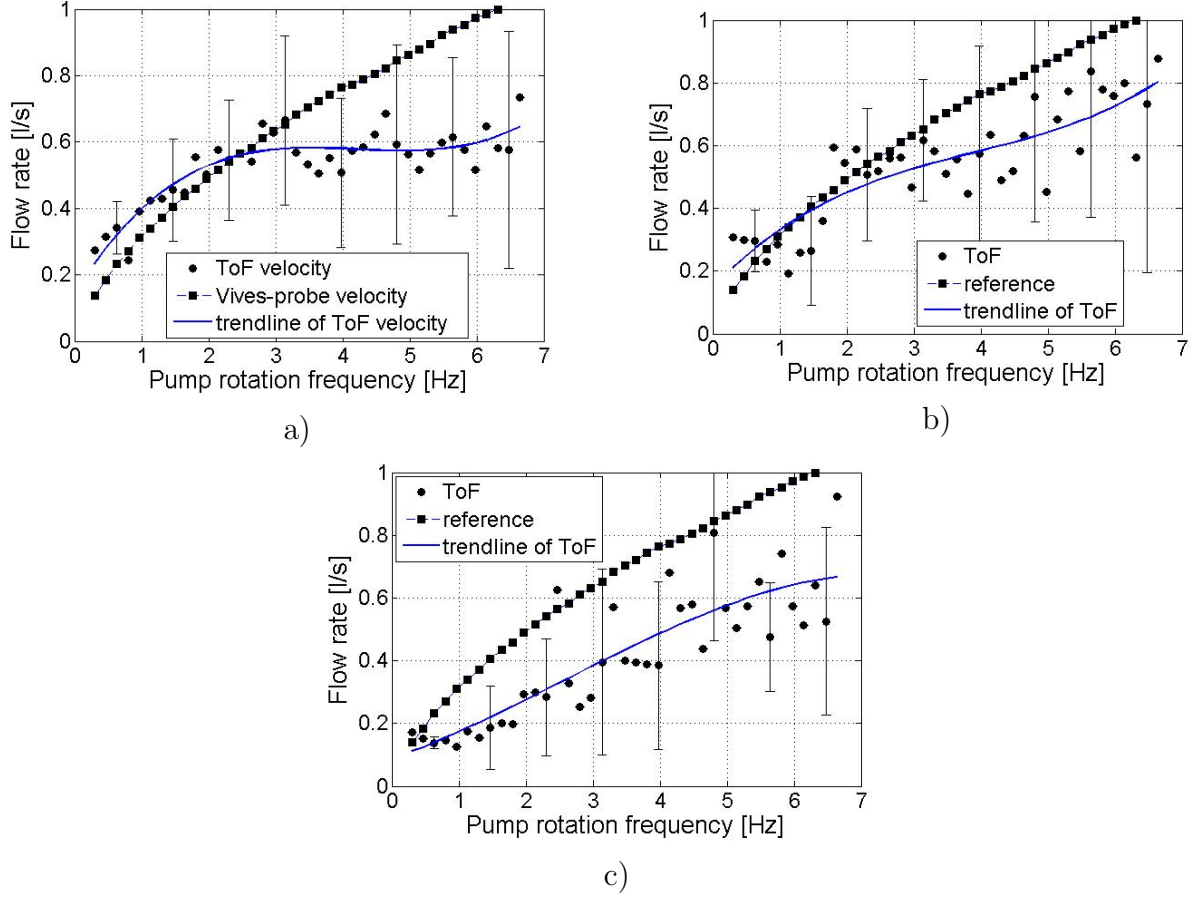 1
0.8
0.6
0.4
0.2
0
Flow rate [l/s]
ToF velocity
Vives-probe velocity
trendline of ToF velocity
0 1 2 3 4 5 6 7
Pump rotation frequency [Hz]
a)
1
0.8
0.6
0.4
0.2
0
Flow rate [l/s]
ToF
reference
trendline of ToF
0 1 2 3 4 5 6 7
Pump rotation frequency [Hz]
b)
1
0.8
0.6
0.4
0.2
0
Flow rate [l/s]
ToF
reference
trendline of ToF
0 1 2 3 4 5 6 7
Pump rotation frequency [Hz]
c)